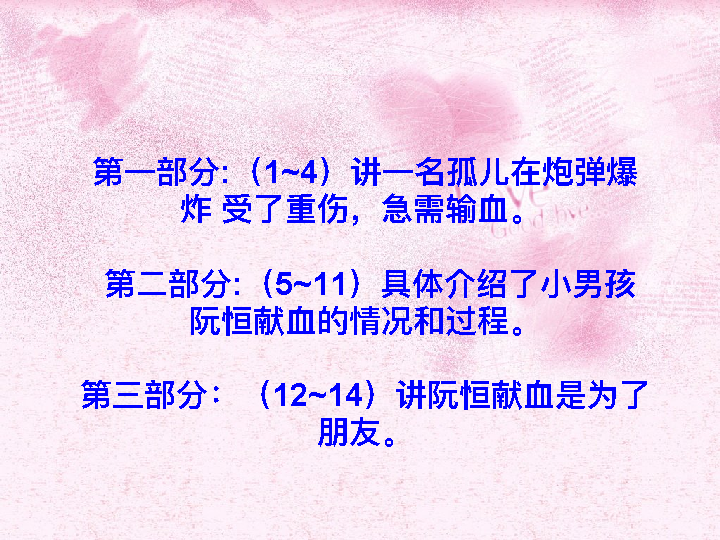 第一部分:（1~4）讲一名孤儿在炮弹爆
炸 受了重伤，急需输血。
第二部分:（5~11）具体介绍了小男孩
阮恒献血的情况和过程。
第三部分：（12~14）讲阮恒献血是为了
朋友。
Love
Good bye